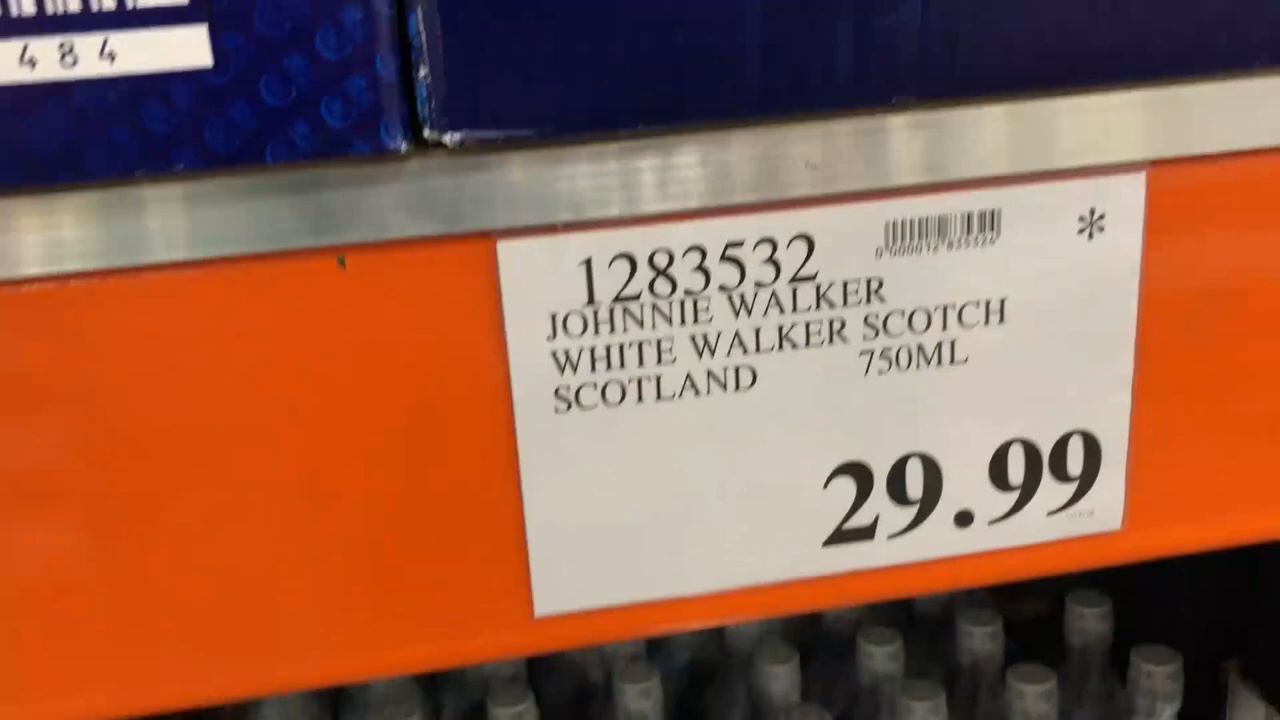 484
1283532
JOHNNIE WALKER
WHITE WALKER SCOTCH
SCOTLAND 750ML
*
29.99